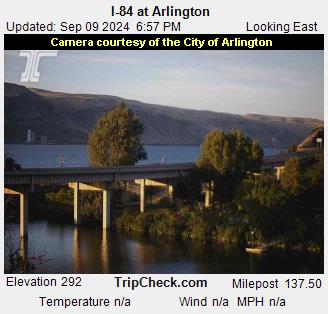 I-84 at Arlington
Updated: Sep 09 2024 6:57 PM Looking East
Camera courtesy of the City of Arlington
Elevation 292 TripCheck.com Milepost 137.50
Temperature n/a Wind n/a MPH n/a